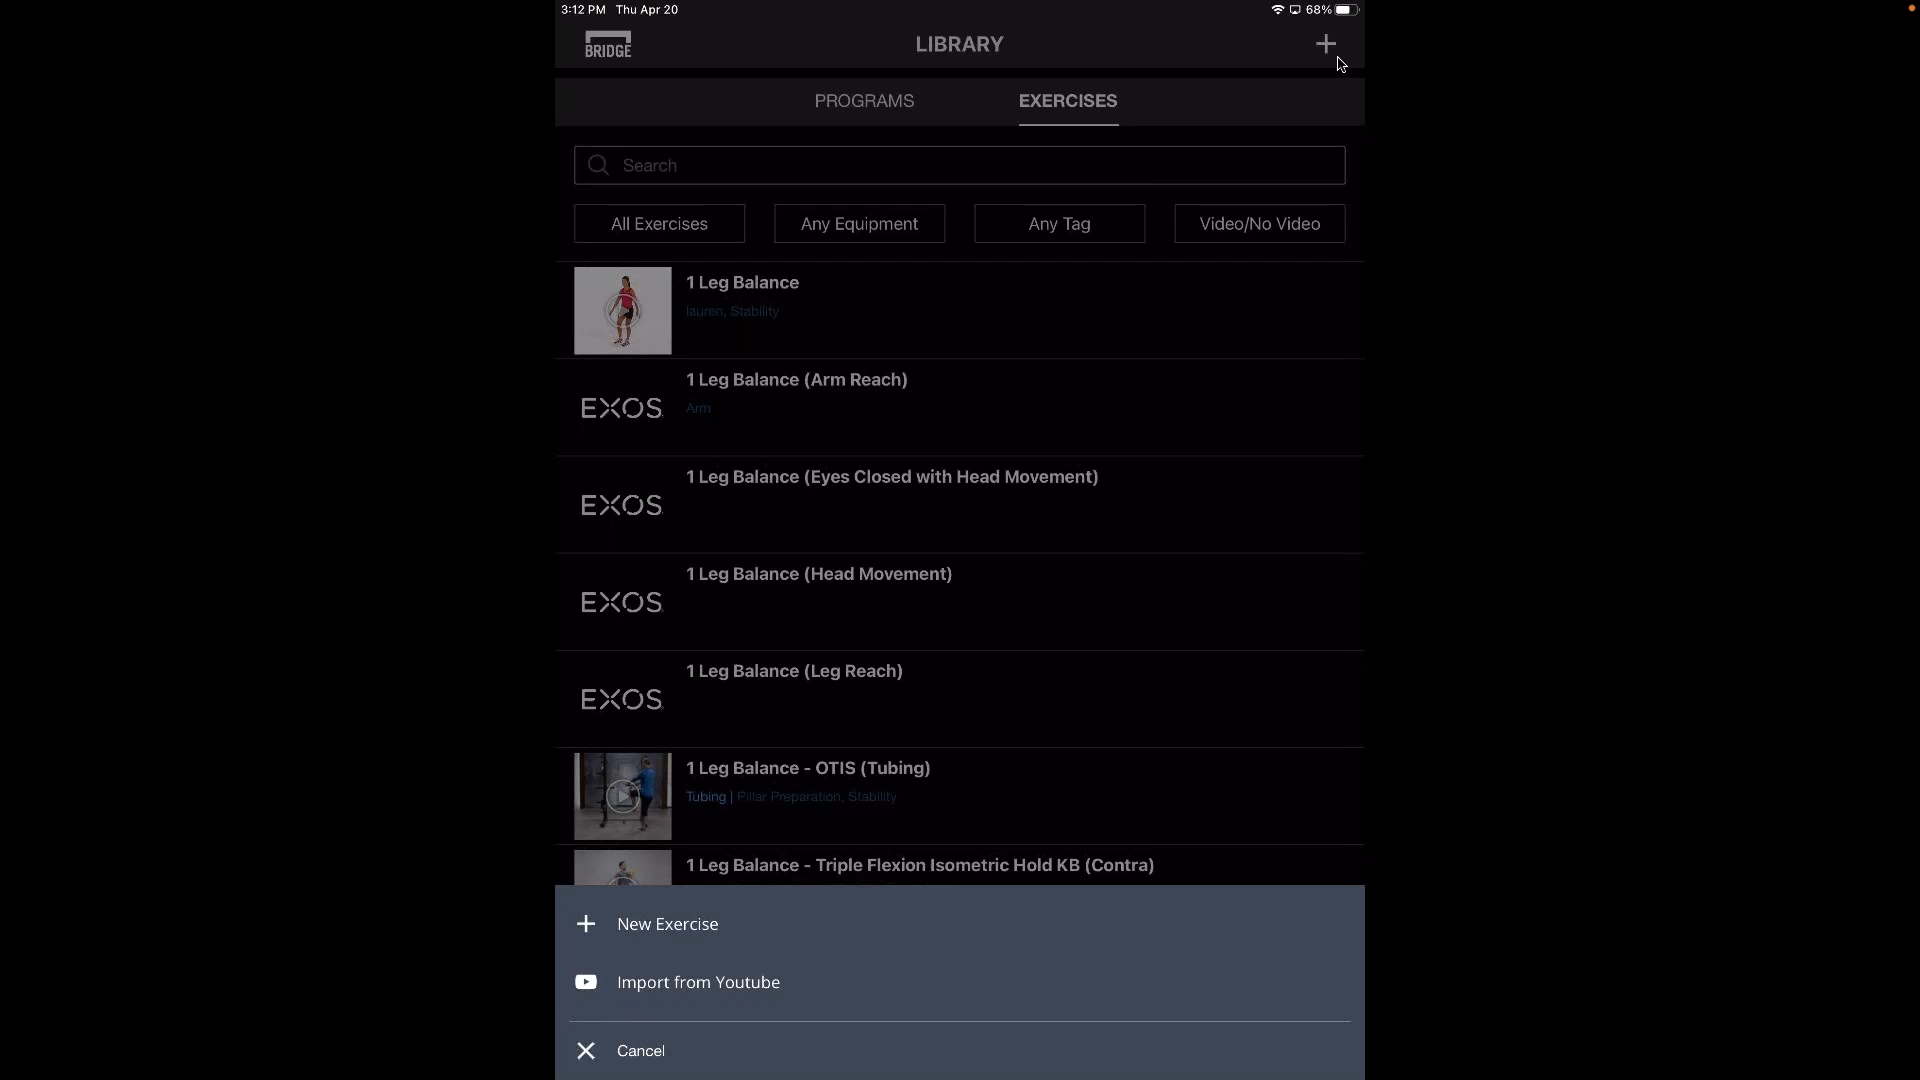 3:12 PM Thu Apr 20
68%
BRIDGE
LIBRARY
PROGRAMS
EXERCISES
Search
All Exercises
Any Equipment
Any Tag
Video/No Video
1 Leg Balance
lauren, Stability
EXOS
1 Leg Balance (Arm Reach)
Arm
EXOS
1 Leg Balance (Eyes Closed with Head Movement)
EXOS
1 Leg Balance (Head Movement)
EXOS
1 Leg Balance (Leg Reach)
1 Leg Balance - OTIS (Tubing)
Tubing | Pillar Preparation, Stability
1 Leg Balance - Triple Flexion Isometric Hold KB (Contra)
New Exercise
Import from Youtube
Cancel